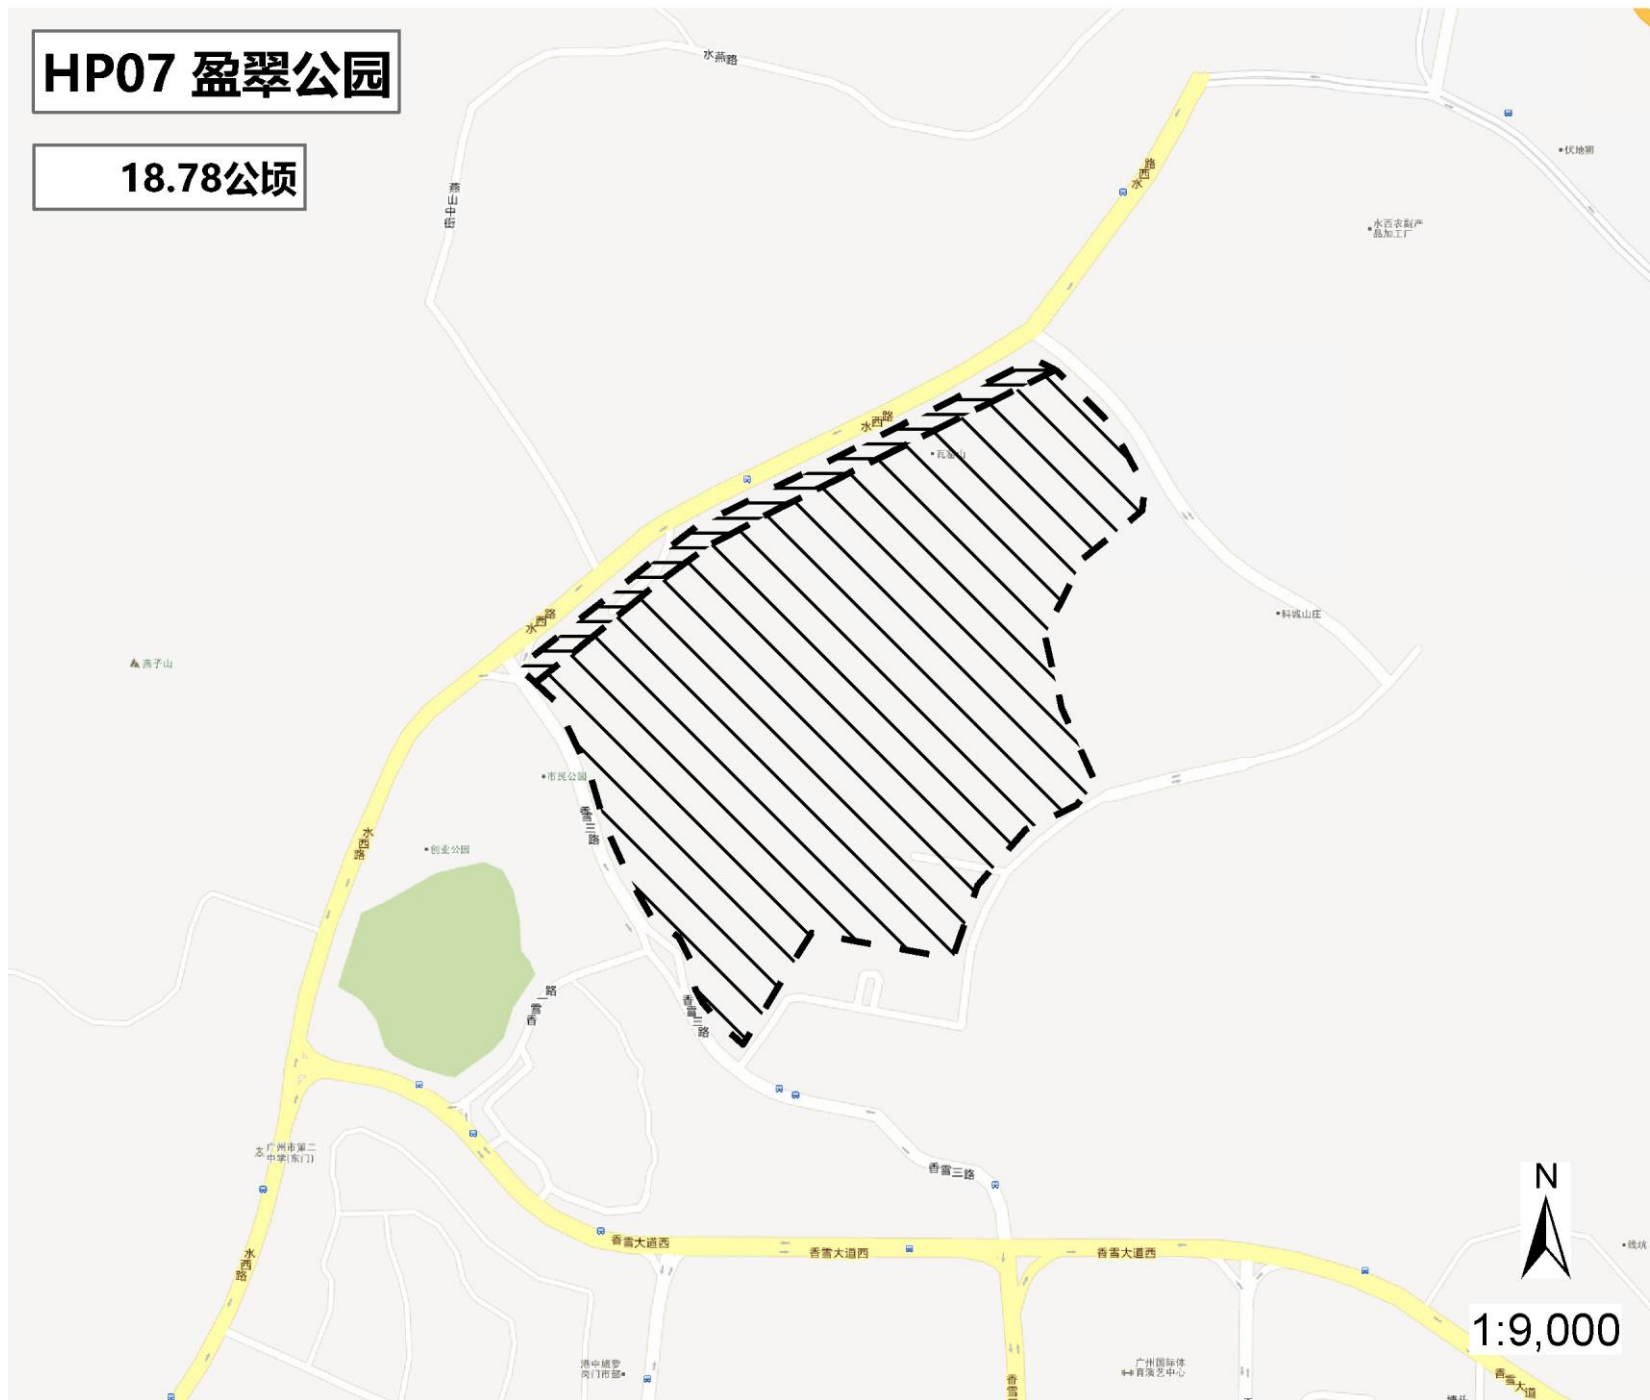 HP07 盈翠公园
18.78公顷
水燕路
燕山中街
水西路
伏地狮
水西农副产
品加工厂
水西路
水西路
科城山庄
燕子山
市民公园
香雪三路
创业公园
水西路
香雪一路
香雪三路
广州市第二
中学(东门)
香雪三路
N
水西路
香雪大道西
香雪大道西
香雪大道西
1:9,000
广州国际体
育演艺中心
香雪大道
香雪